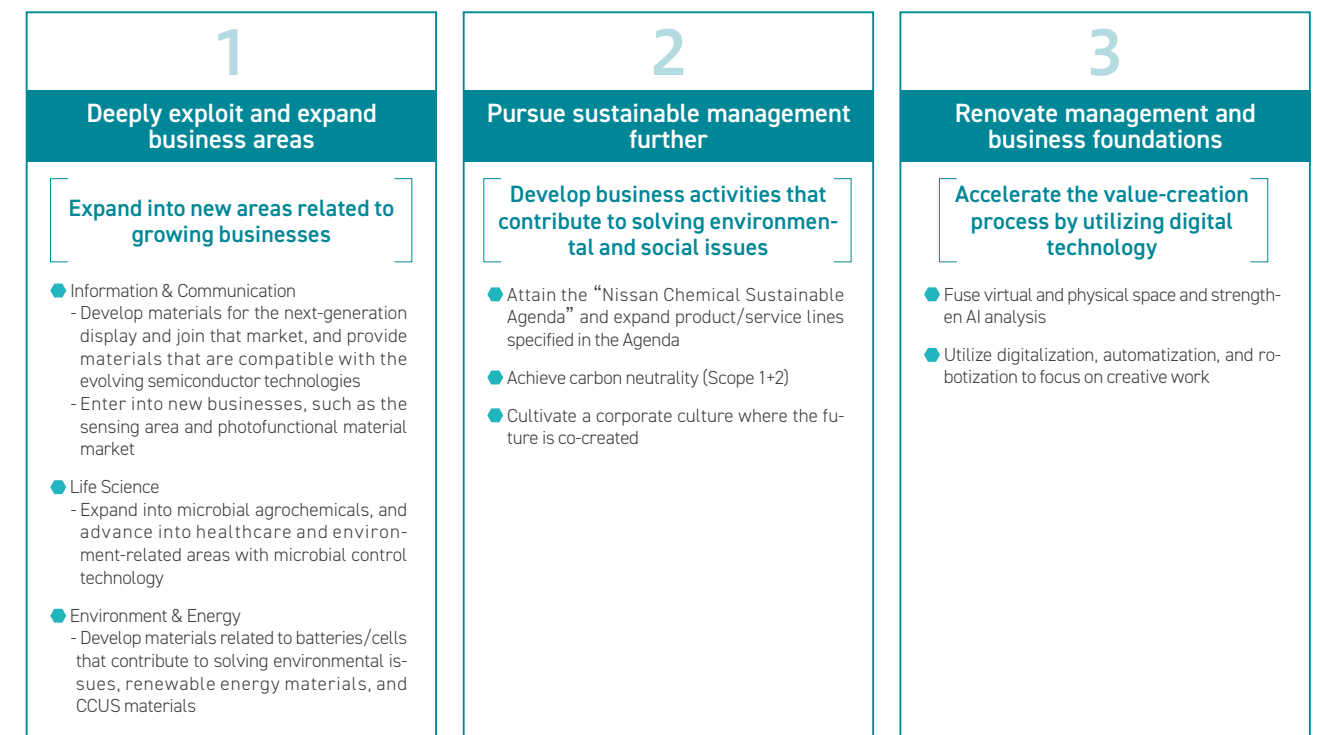 1
Deeply exploit and expand
business areas
Expand into new areas related to
growing businesses
Information & Communication
- Develop materials for the next-generation
display and join that market, and provide
materials that are compatible with the
evolving semiconductor technologies
- Enter into new businesses, such as the
sensing area and photofunctional material
market
Life Science
- Expand into microbial agrochemicals, and
advance into healthcare and environ-
ment-related areas with microbial control
technology
Environment & Energy
- Develop materials related to batteries/cells
that contribute to solving environmental is-
sues, renewable energy materials, and
CCUS materials
2
Pursue sustainable management
further
Develop business activities that
contribute to solving environmen-
tal and social issues
Attain the “Nissan Chemical Sustainable
Agenda” and expand product/service lines
specified in the Agenda
Achieve carbon neutrality (Scope 1+2)
Cultivate a corporate culture where the fu-
ture is co-created
3
Renovate management and
business foundations
Accelerate the value-creation
process by utilizing digital
technology
Fuse virtual and physical space and strength-
en AI analysis
Utilize digitalization, automatization, and ro-
botization to focus on creative work